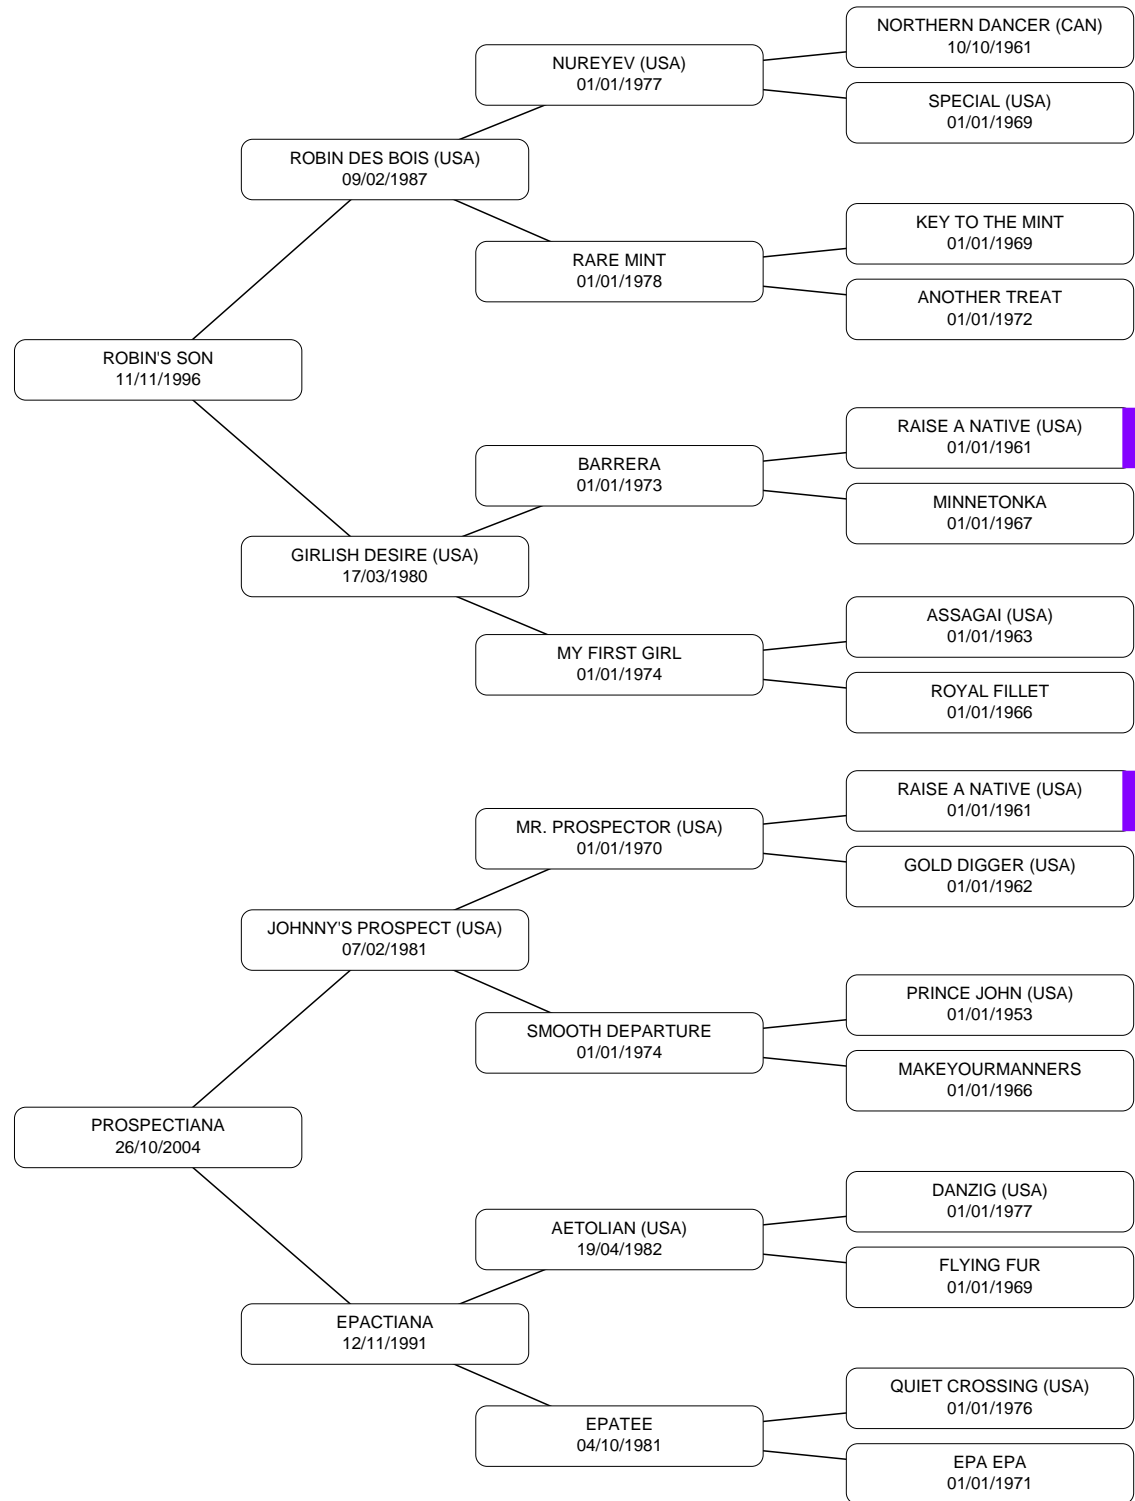 NORTHERN DANCER (CAN)
10/10/1961
NUREYEV (USA)
01/01/1977
SPECIAL (USA)
01/01/1969
ROBIN DES BOIS (USA)
09/02/1987
KEY TO THE MINT
01/01/1969
RARE MINT
01/01/1978
ANOTHER TREAT
01/01/1972
ROBIN'S SON
11/11/1996
RAISE A NATIVE (USA)
01/01/1961
BARRERA
01/01/1973
MINNETONKA
01/01/1967
GIRLISH DESIRE (USA)
17/03/1980
ASSAGAI (USA)
01/01/1963
MY FIRST GIRL
01/01/1974
ROYAL FILLET
01/01/1966
RAISE A NATIVE (USA)
01/01/1961
MR. PROSPECTOR (USA)
01/01/1970
GOLD DIGGER (USA)
01/01/1962
JOHNNY'S PROSPECT (USA)
07/02/1981
PRINCE JOHN (USA)
01/01/1953
SMOOTH DEPARTURE
01/01/1974
MAKEYOURMANNERS
01/01/1966
PROSPECTIANA
26/10/2004
DANZIG (USA)
01/01/1977
AETOLIAN (USA)
19/04/1982
FLYING FUR
01/01/1969
EPACTIANA
12/11/1991
QUIET CROSSING (USA)
01/01/1976
EPATEE
04/10/1981
EPA EPA
01/01/1971